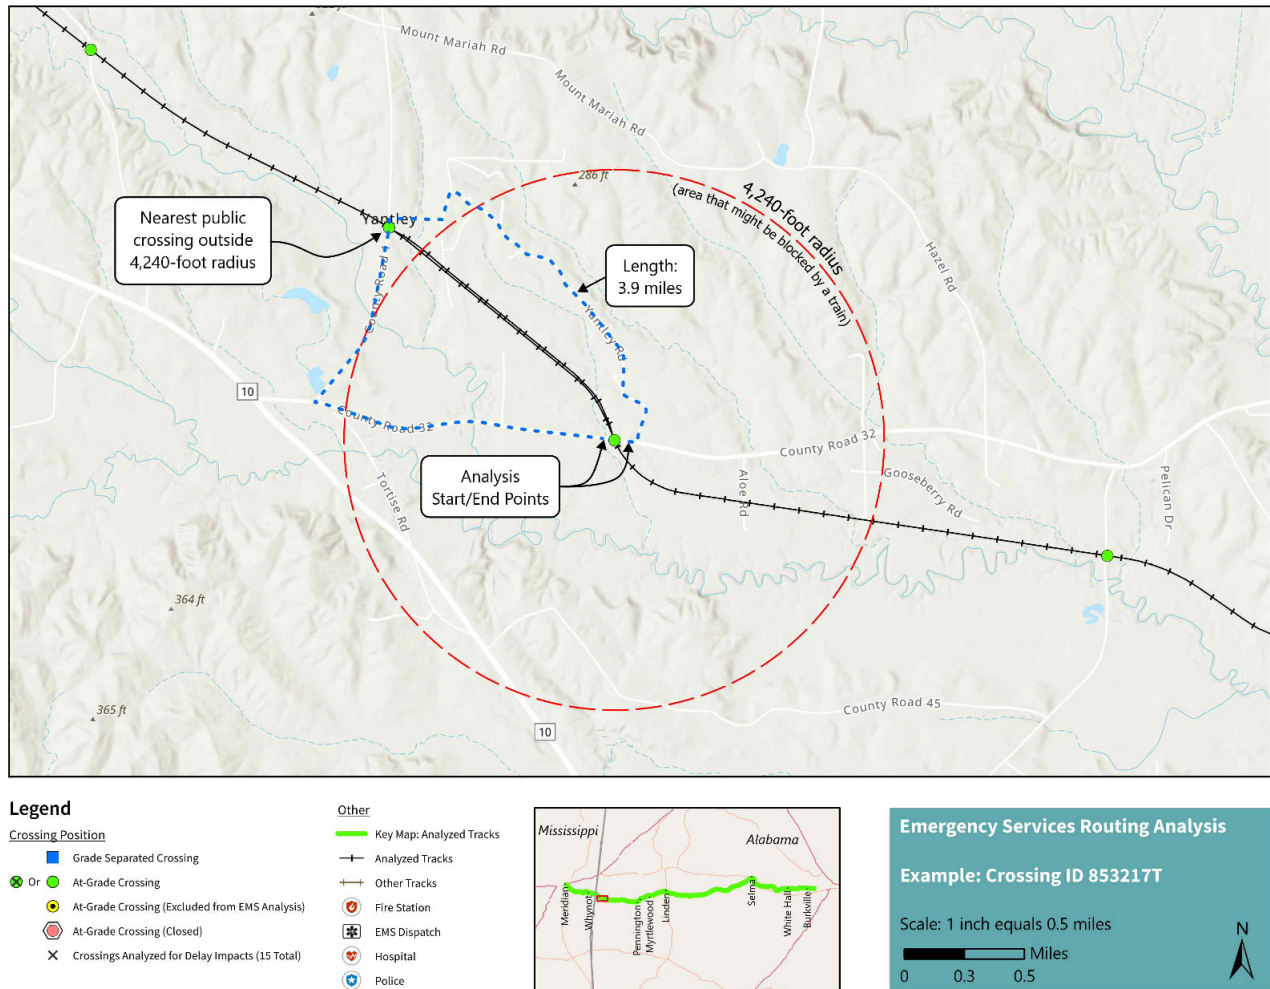 Mount Mariah Rd
Mount Mariah Rd
286 ft
4,240-foot radius
(area that might be blocked by a train)
Hazel Rd
Nearest public
crossing outside
4,240-foot radius
Yantley
County Road 4
Length:
3.9 miles
Yantley Rd
10
County Road 32
County Road 32
Analysis
Start/End Points
Tortise Rd
Aloe Rd
Gooseberry Rd
Pelican Dr
364 ft
365 ft
10
County Road 45
Legend
Crossing Position
Grade Separated Crossing
Or
At-Grade Crossing
At-Grade Crossing (Excluded from EMS Analysis)
At-Grade Crossing (Closed)
Crossings Analyzed for Delay Impacts (15 Total)
Other
Key Map: Analyzed Tracks
Analyzed Tracks
Other Tracks
Fire Station
EMS Dispatch
Hospital
Police
Mississippi
Alabama
Meridian
Whynot
Pennington
Myrtlewood
Linden
Selma
White Hall
Burkville
Emergency Services Routing Analysis
Example: Crossing ID 853217T
Scale: 1 inch equals 0.5 miles
Miles
0 0.3 0.5
N